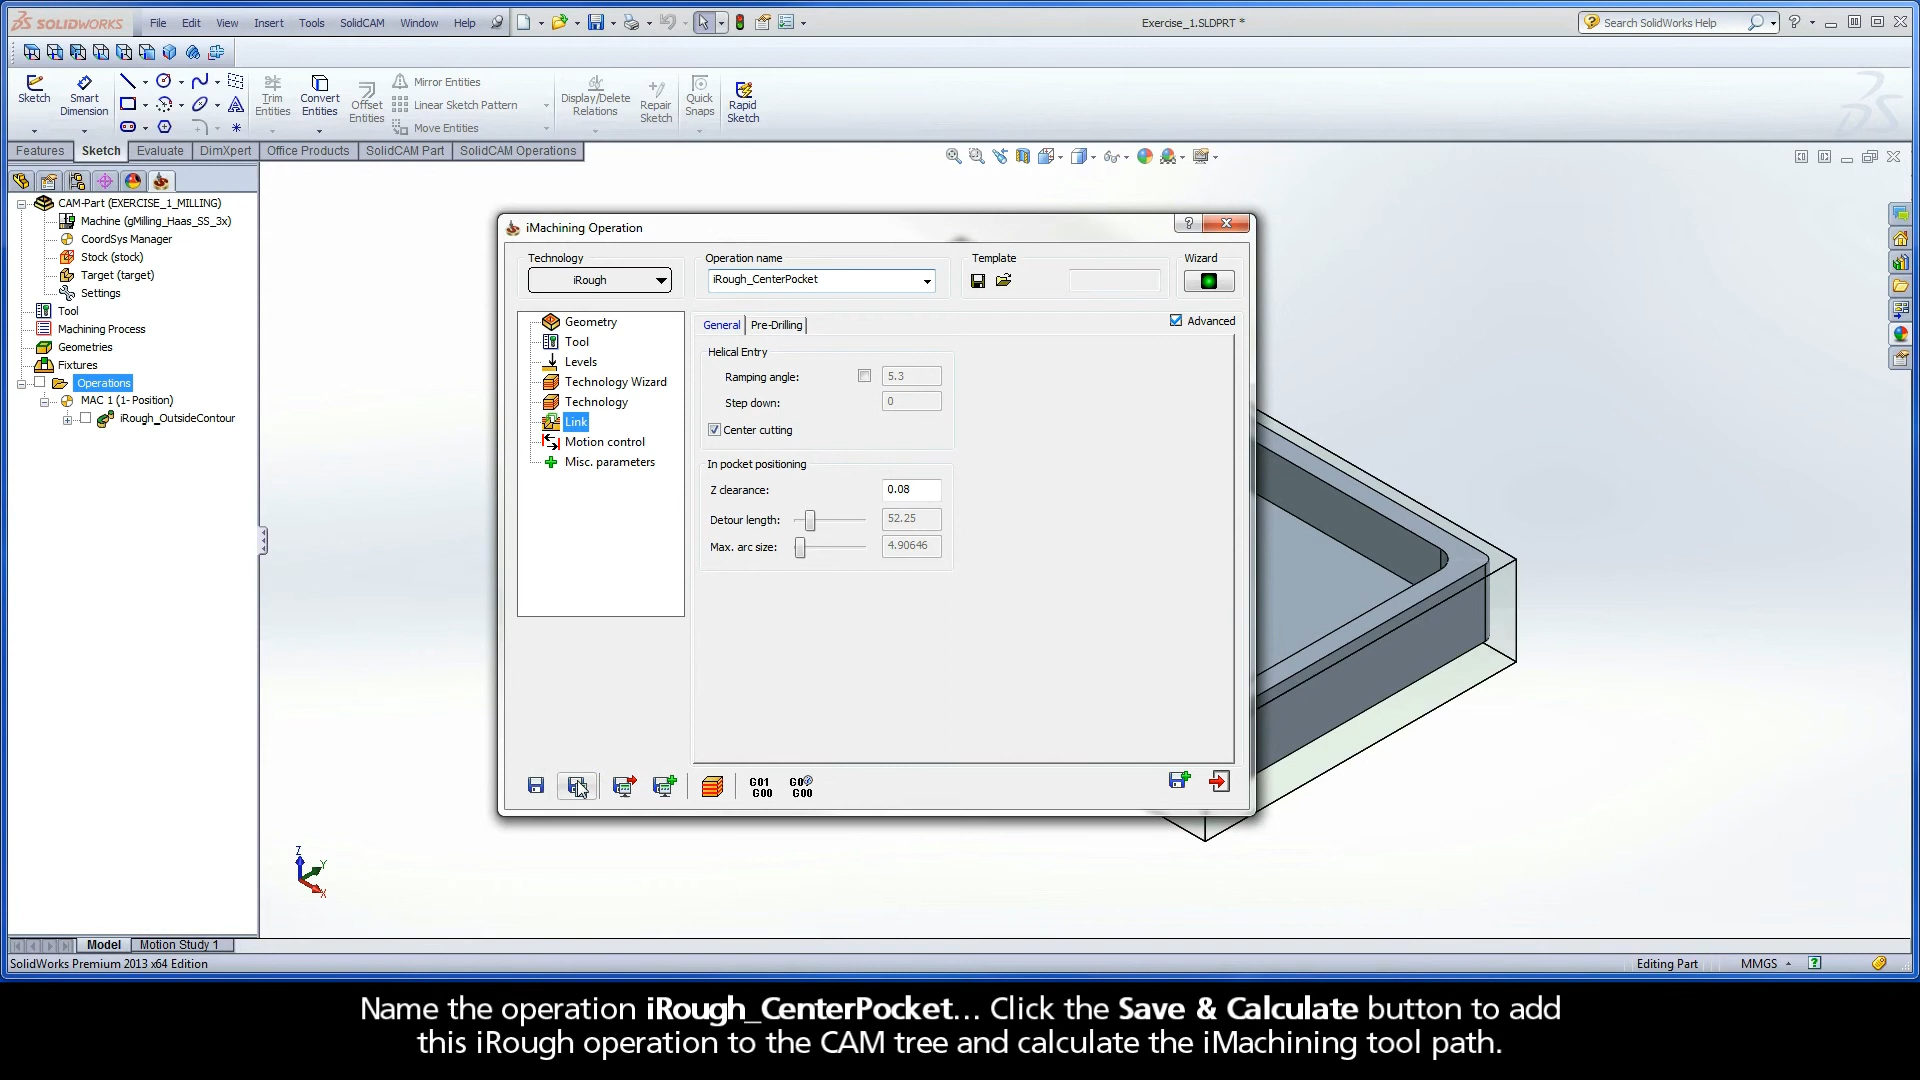 SOLIDWORKS
File Edit View Insert Tools SolidCAM Window Help
Exercise_1.SLDPRT *
Search SolidWorks Help
Sketch
Smart Dimension
Trim Entities
Convert Entities
Offset Entities
Mirror Entities
Linear Sketch Pattern
Move Entities
Display/Delete Relations
Repair Sketch
Quick Snaps
Rapid Sketch
Features Sketch Evaluate DimXpert Office Products SolidCAM Part SolidCAM Operations
CAM-Part (EXERCISE_1_MILLING)
Machine (gMilling_Haas_SS_3x)
CoordSys Manager
Stock (stock)
Target (target)
Settings
Tool
Machining Process
Geometries
Fixtures
Operations
MAC 1 (1- Position)
iRough_OutsideContour
iMachining Operation
Technology
iRough
Operation name
iRough_CenterPocket
Template
Wizard
Geometry
Tool
Levels
Technology Wizard
Technology
Link
Motion control
Misc. parameters
General Pre-Drilling
Advanced
Helical Entry
Ramping angle: 5.3
Step down: 0
Center cutting
In pocket positioning
Z clearance: 0.08
Detour length: 52.25
Max. arc size: 4.90646
G01 G00
G00 G00
Z
Y
X
Model Motion Study 1
SolidWorks Premium 2013 x64 Edition
Editing Part MMGS
Name the operation iRough_CenterPocket... Click the Save & Calculate button to add
this iRough operation to the CAM tree and calculate the iMachining tool path.